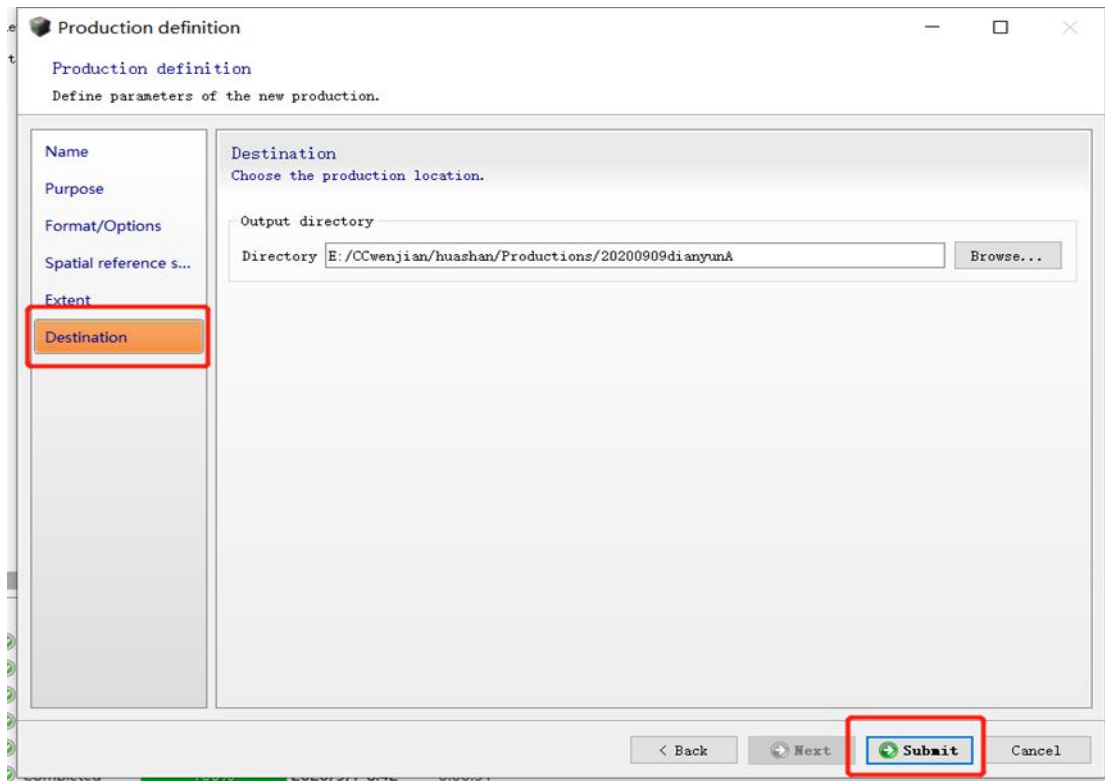 Production definition
Production definition
Define parameters of the new production.
Name
Purpose
Format/Options
Spatial reference s...
Extent
Destination
Destination
Choose the production location.
Output directory
Directory E:/CCwenjian/huashan/Productions/20200909dianyunA Browse...
< Back Next Submit Cancel